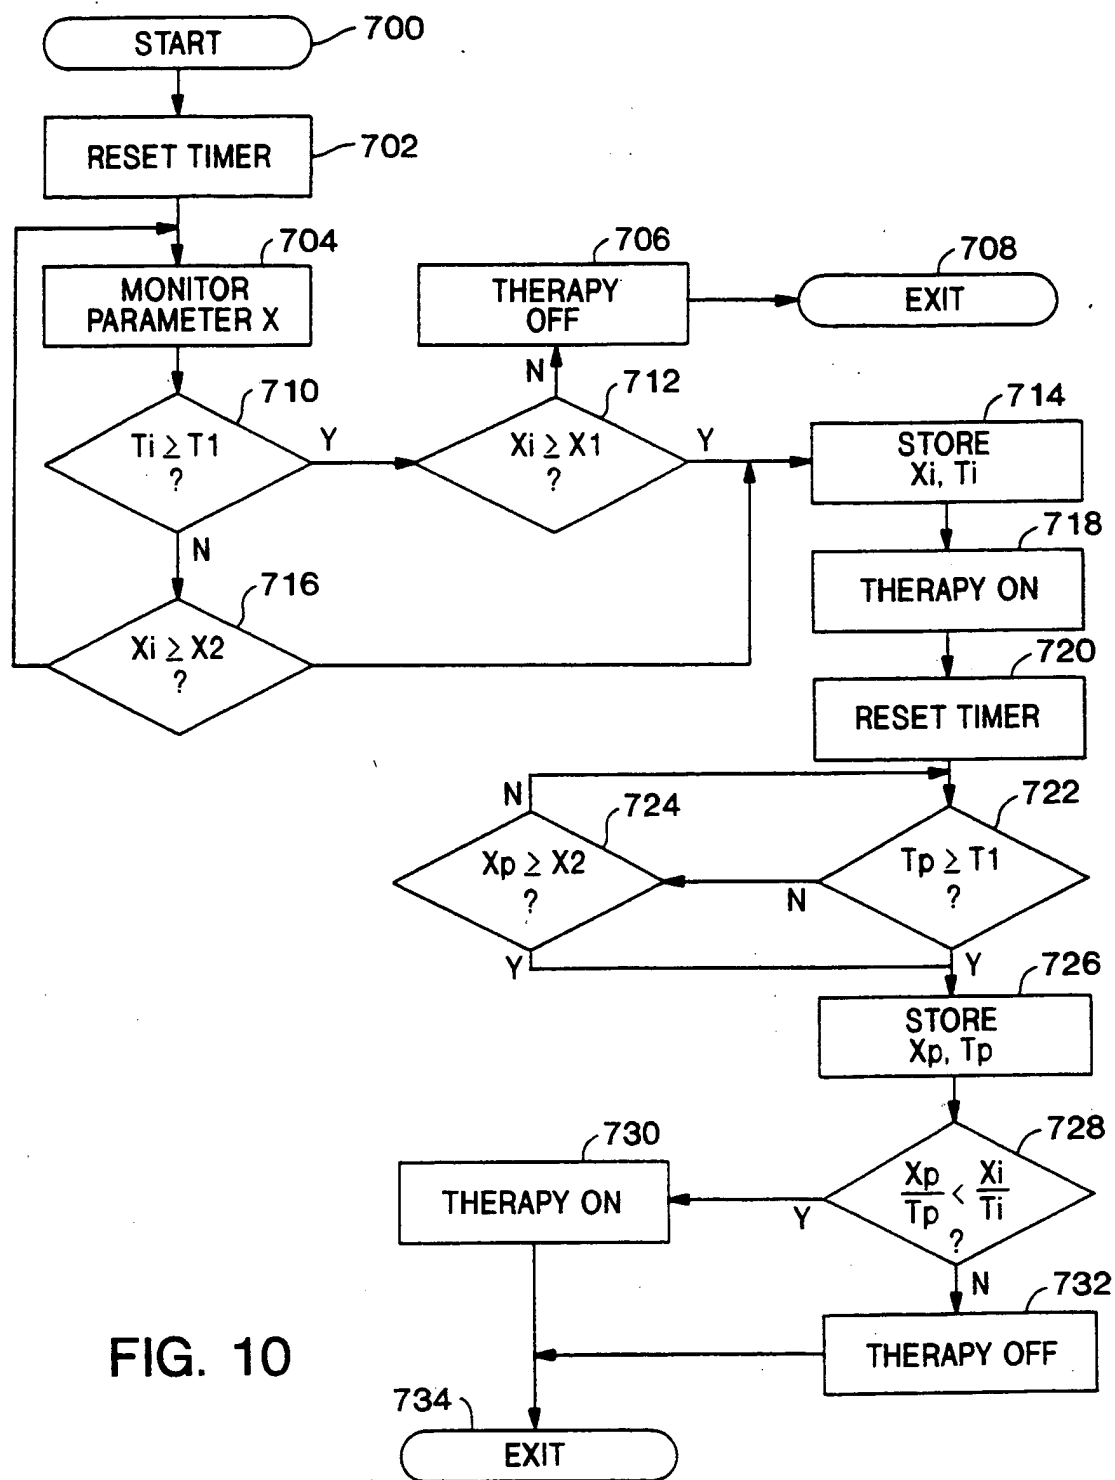 START
700
RESET TIMER
702
704
MONITOR
PARAMETER X
706
THERAPY
OFF
708
EXIT
710
Ti ≥ T1
?
Y
N
N
712
Xi ≥ X1
?
Y
714
STORE
Xi, Ti
716
Xi ≥ X2
?
718
THERAPY ON
720
RESET TIMER
722
Tp ≥ T1
?
N
Y
724
N
Xp ≥ X2
?
Y
726
STORE
Xp, Tp
728
Xp/Tp < Xi/Ti
?
Y
N
730
THERAPY ON
732
THERAPY OFF
FIG. 10
734
EXIT